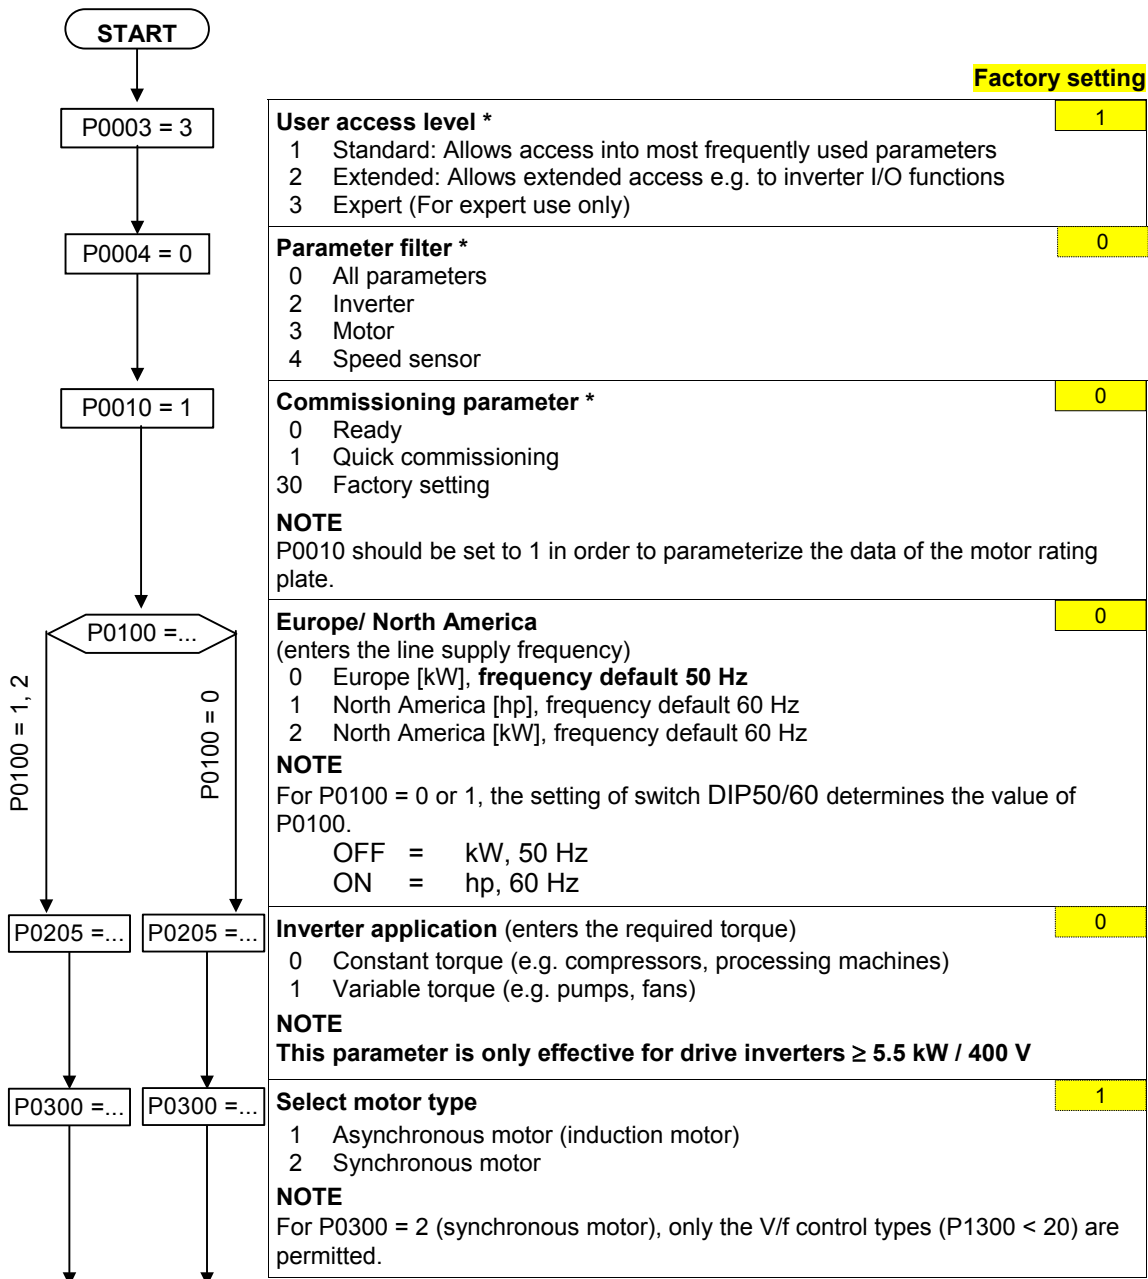 START
Factory setting
P0003 = 3
User access level *
1
1 Standard: Allows access into most frequently used parameters
2 Extended: Allows extended access e.g. to inverter I/O functions
3 Expert (For expert use only)
P0004 = 0
Parameter filter *
0
0 All parameters
2 Inverter
3 Motor
4 Speed sensor
P0010 = 1
Commissioning parameter *
0
0 Ready
1 Quick commissioning
30 Factory setting
NOTE
P0010 should be set to 1 in order to parameterize the data of the motor rating
plate.
P0100 =...
P0100 = 1, 2
P0100 = 0
Europe/ North America
0
(enters the line supply frequency)
0 Europe [kW], frequency default 50 Hz
1 North America [hp], frequency default 60 Hz
2 North America [kW], frequency default 60 Hz
NOTE
For P0100 = 0 or 1, the setting of switch DIP50/60 determines the value of
P0100.
OFF = kW, 50 Hz
ON = hp, 60 Hz
P0205 =...
P0205 =...
Inverter application (enters the required torque)
0
0 Constant torque (e.g. compressors, processing machines)
1 Variable torque (e.g. pumps, fans)
NOTE
This parameter is only effective for drive inverters ≥ 5.5 kW / 400 V
P0300 =...
P0300 =...
Select motor type
1
1 Asynchronous motor (induction motor)
2 Synchronous motor
NOTE
For P0300 = 2 (synchronous motor), only the V/f control types (P1300 < 20) are
permitted.